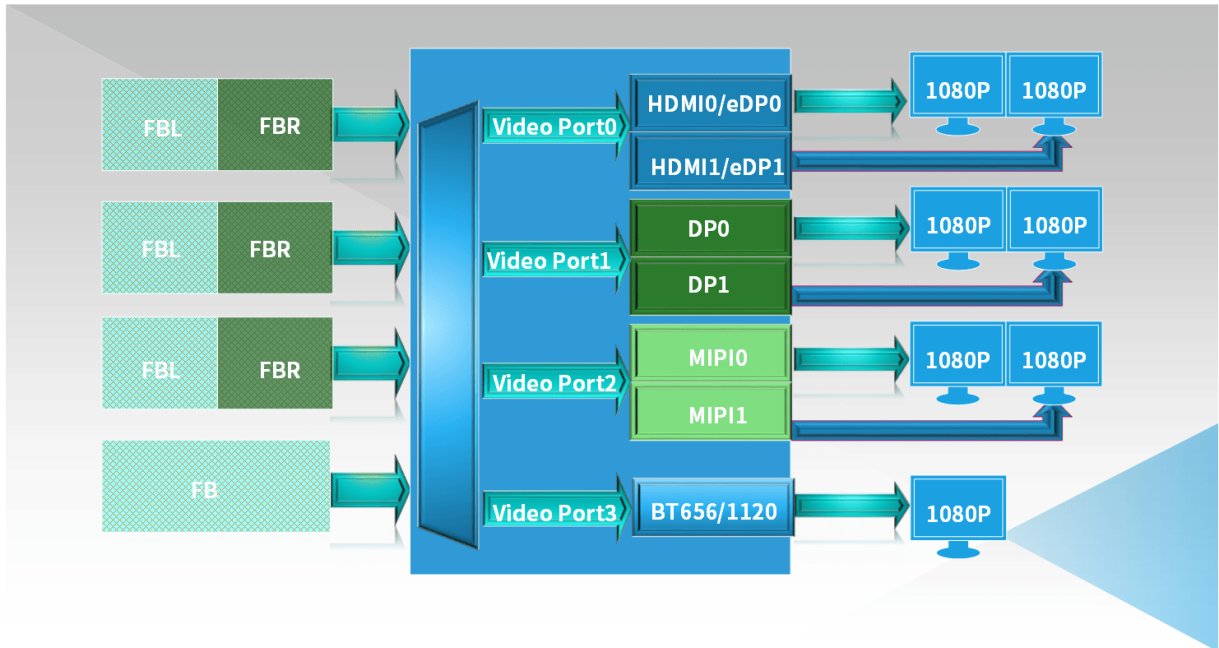 FBL FBR
Video Port0
HDMI0/eDP0
HDMI1/eDP1
1080P 1080P
FBL FBR
Video Port1
DP0
DP1
1080P 1080P
FBL FBR
Video Port2
MIPI0
MIPI1
1080P 1080P
FB
Video Port3
BT656/1120
1080P